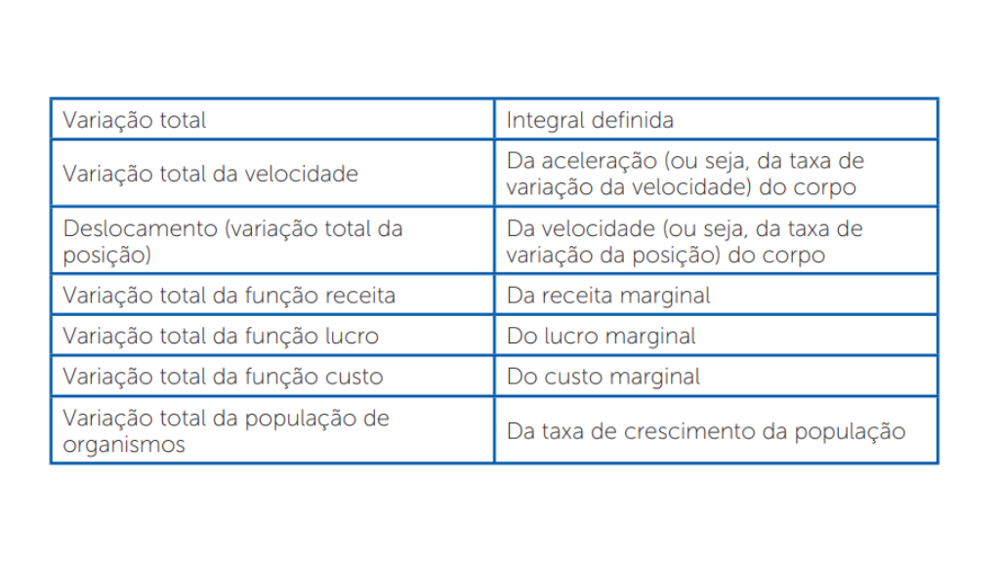 Variação total
Integral definida
Variação total da velocidade
Da aceleração (ou seja, da taxa de
variação da velocidade) do corpo
Deslocamento (variação total da
posição)
Da velocidade (ou seja, da taxa de
variação da posição) do corpo
Variação total da função receita
Da receita marginal
Variação total da função lucro
Do lucro marginal
Variação total da função custo
Do custo marginal
Variação total da população de
organismos
Da taxa de crescimento da população